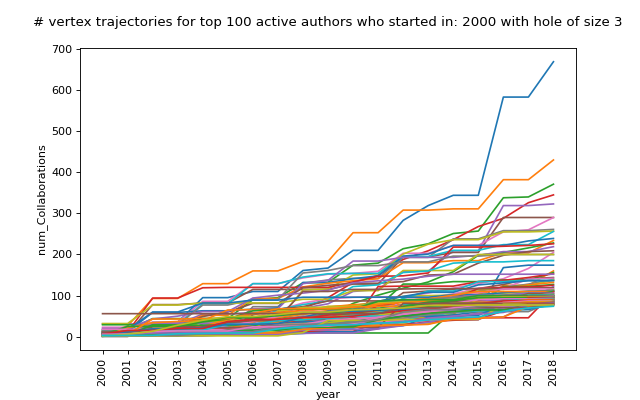 # vertex trajectories for top 100 active authors who started in: 2000 with hole of size 3
700
600
500
400
300
200
100
0
num_Collaborations
2000 2001 2002 2003 2004 2005 2006 2007 2008 2009 2010 2011 2012 2013 2014 2015 2016 2017 2018
year